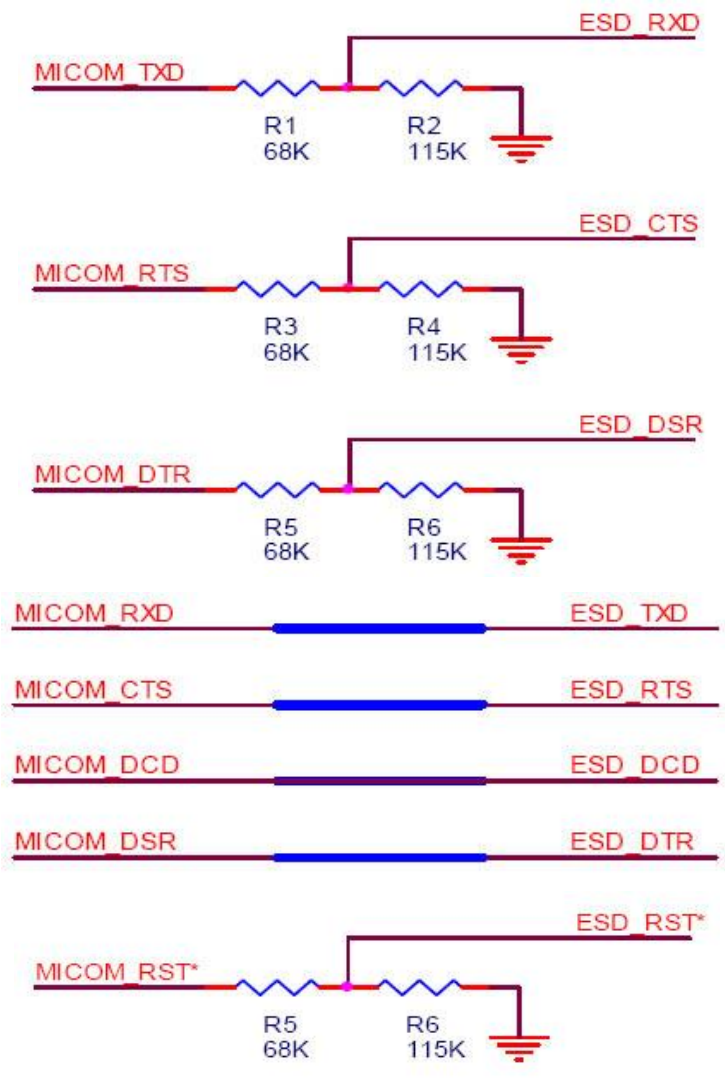 ESD_RXD
MICOM_TXD
R1 R2
68K 115K
ESD_CTS
MICOM_RTS
R3 R4
68K 115K
ESD_DSR
MICOM_DTR
R5 R6
68K 115K
MICOM_RXD ESD_TXD
MICOM_CTS ESD_RTS
MICOM_DCD ESD_DCD
MICOM_DSR ESD_DTR
ESD_RST*
MICOM_RST*
R5 R6
68K 115K